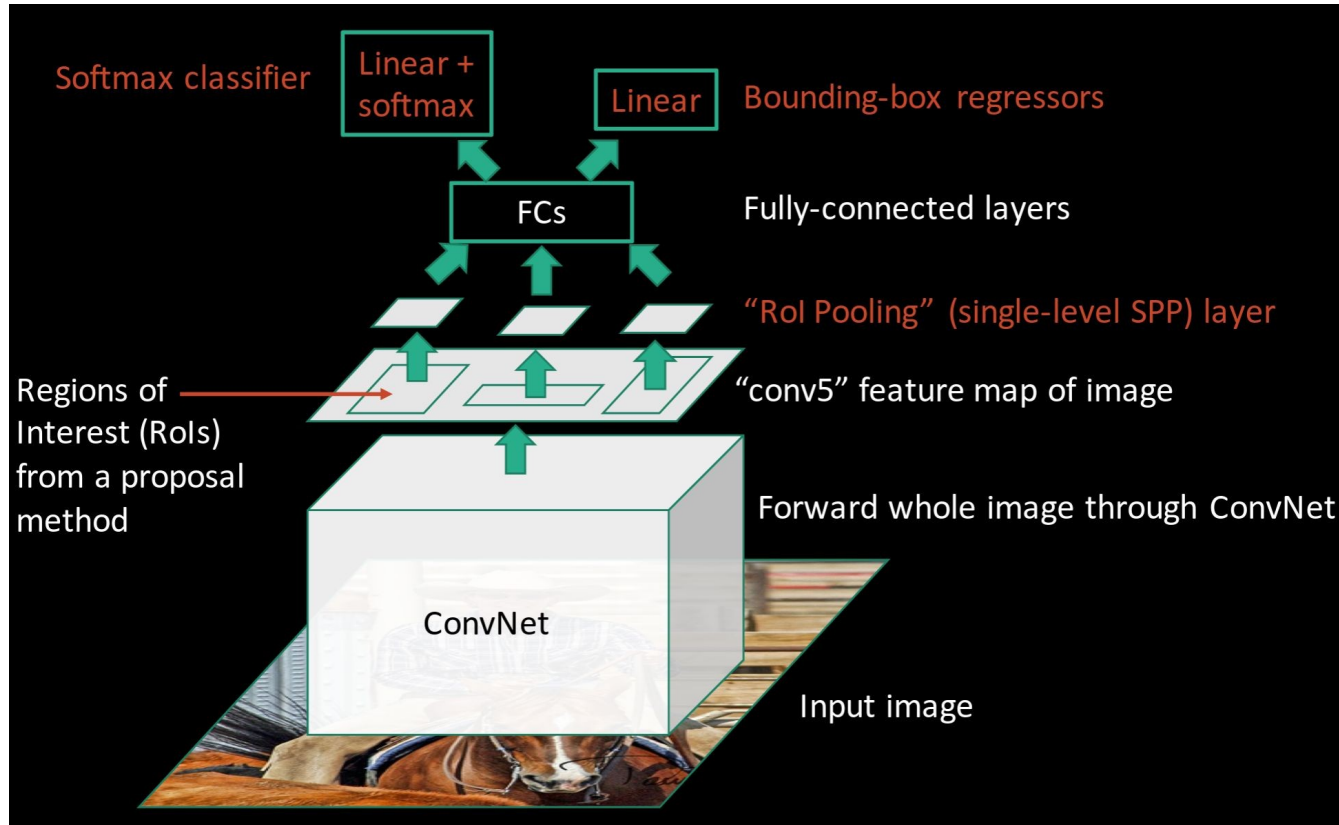 Softmax classifier
Linear +
softmax
Linear
Bounding-box regressors
FCs
Fully-connected layers
“RoI Pooling” (single-level SPP) layer
Regions of
Interest (RoIs)
from a proposal
method
“conv5” feature map of image
Forward whole image through ConvNet
ConvNet
Input image